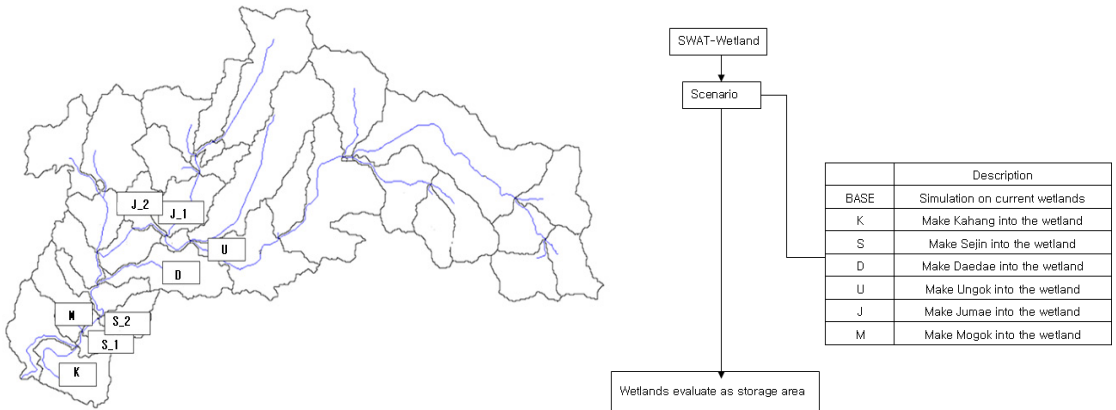 J_2
J_1
U
D
M
S_2
S_1
K
SWAT-Wetland
Scenario
Description
BASE Simulation on current wetlands
K Make Kahang into the wetland
S Make Sejin into the wetland
D Make Daedae into the wetland
U Make Ungok into the wetland
J Make Jumae into the wetland
M Make Mogok into the wetland
Wetlands evaluate as storage area